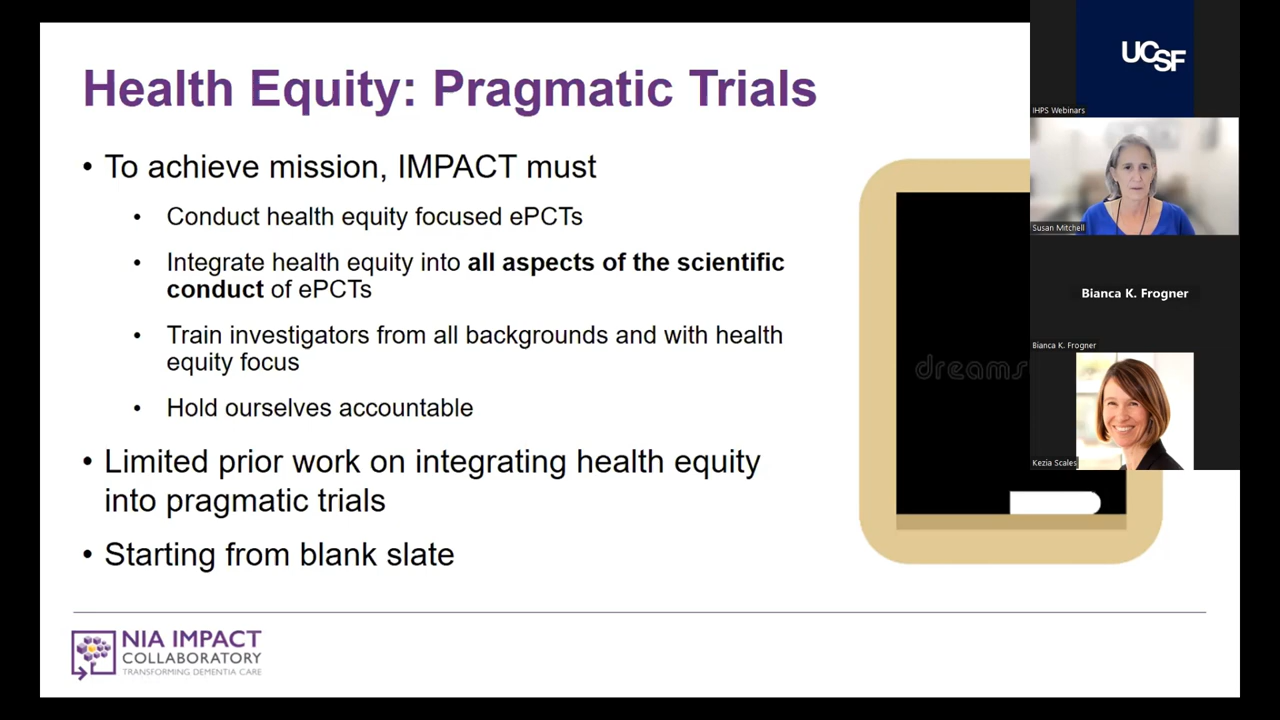 Health Equity: Pragmatic Trials
• To achieve mission, IMPACT must
• Conduct health equity focused ePCTs
• Integrate health equity into all aspects of the scientific
conduct of ePCTs
• Train investigators from all backgrounds and with health
equity focus
• Hold ourselves accountable
• Limited prior work on integrating health equity
into pragmatic trials
• Starting from blank slate
dreams
NIA IMPACT
COLLABORATORY
TRANSFORMING DEMENTIA CARE
UCSF
IHPS Webinars
Susan Mitchell
Bianca K. Frogner
Bianca K. Frogner
Kezia Scales